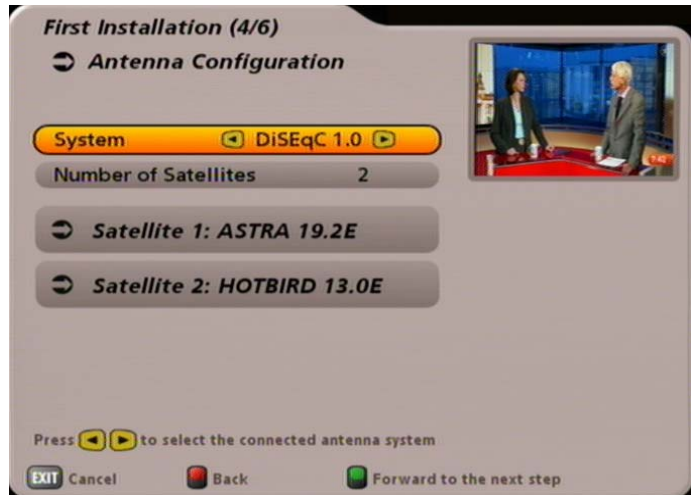 First Installation (4/6)
Antenna Configuration
System DiSEqC 1.0
Number of Satellites 2
Satellite 1: ASTRA 19.2E
Satellite 2: HOTBIRD 13.0E
7:42
Press to select the connected antenna system
EXIT Cancel Back Forward to the next step